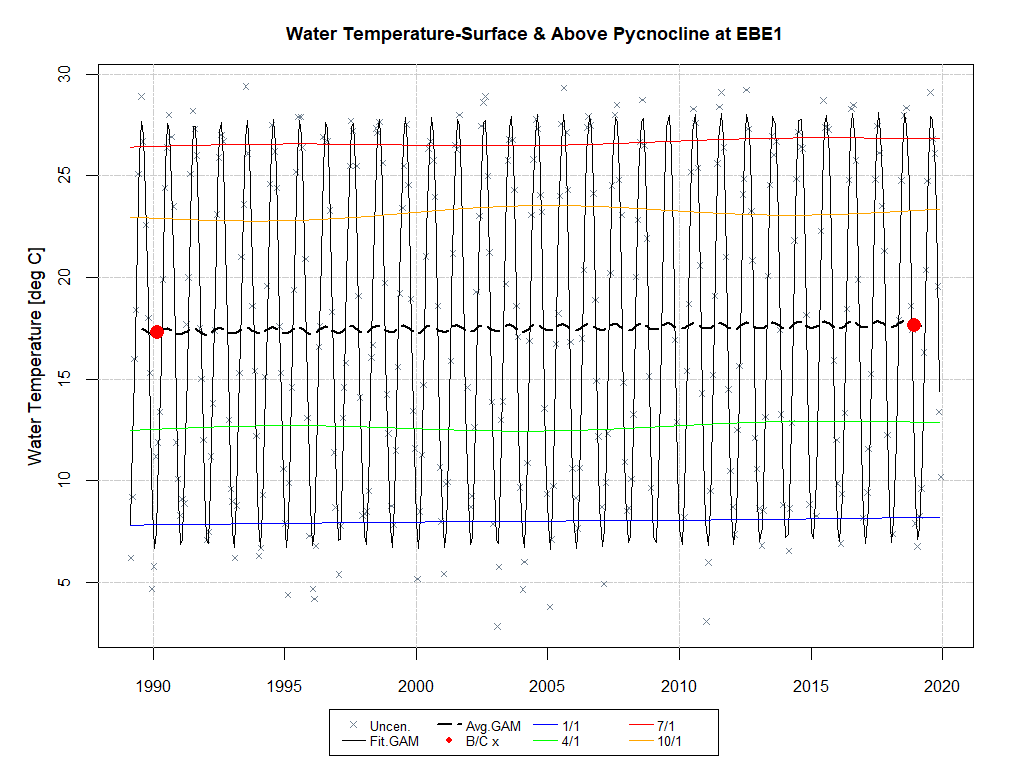 Water Temperature-Surface & Above Pycnocline at EBE1
Water Temperature [deg C]
30
25
20
15
10
5
1990 1995 2000 2005 2010 2015 2020
Uncen. Avg.GAM 1/1 7/1
Fit.GAM B/C x 4/1 10/1